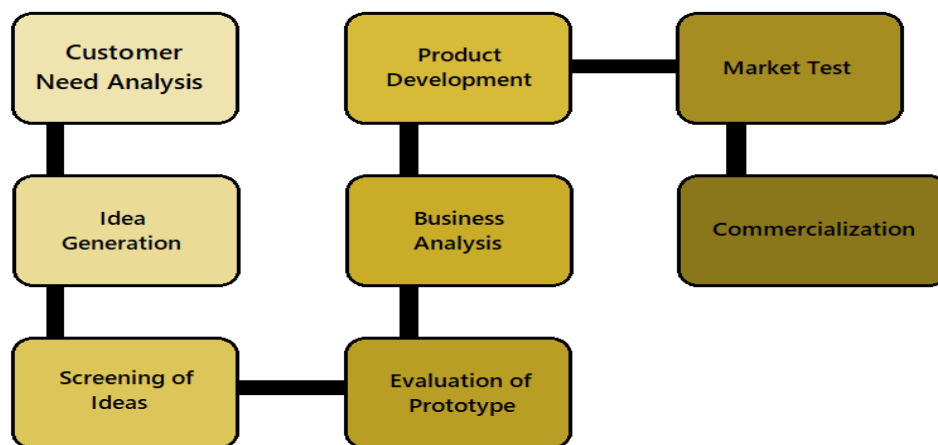 Customer
Need Analysis
Idea
Generation
Screening of
Ideas
Evaluation of
Prototype
Business
Analysis
Product
Development
Market Test
Commercialization